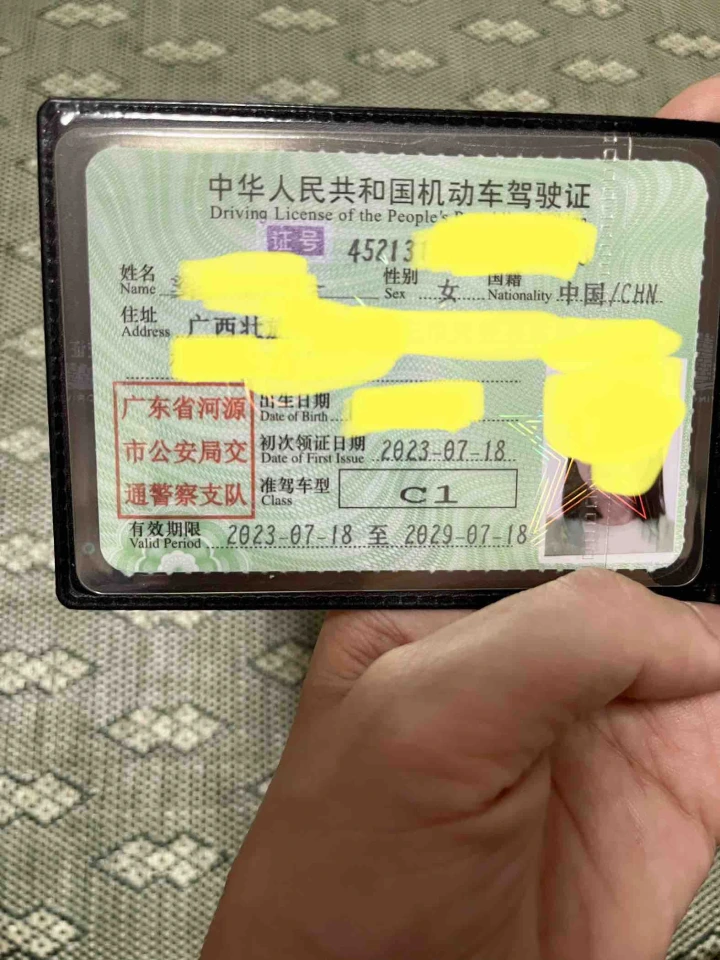 中华人民共和国机动车驾驶证
Driving License of the People's
证号 45213
姓名 性别 女 国籍 中国/CHN
Name Sex Nationality
住址 广西壮
Address
出生日期
Date of Birth
初次领证日期 2023-07-18
Date of First Issue
准驾车型 C1
Class
广东省河源
市公安局交
通警察支队
有效期限 2023-07-18 至 2029-07-18
Valid Period